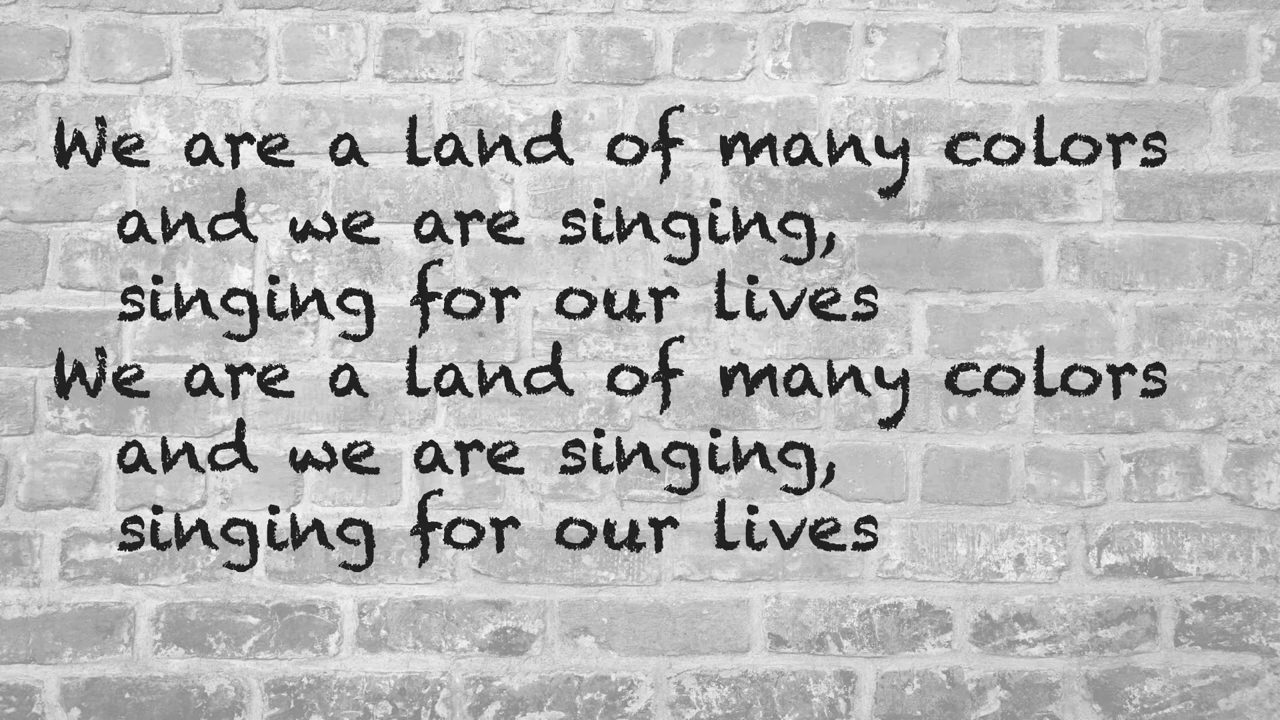 We are a land of many colors
and we are singing,
singing for our lives
We are a land of many colors
and we are singing,
singing for our lives